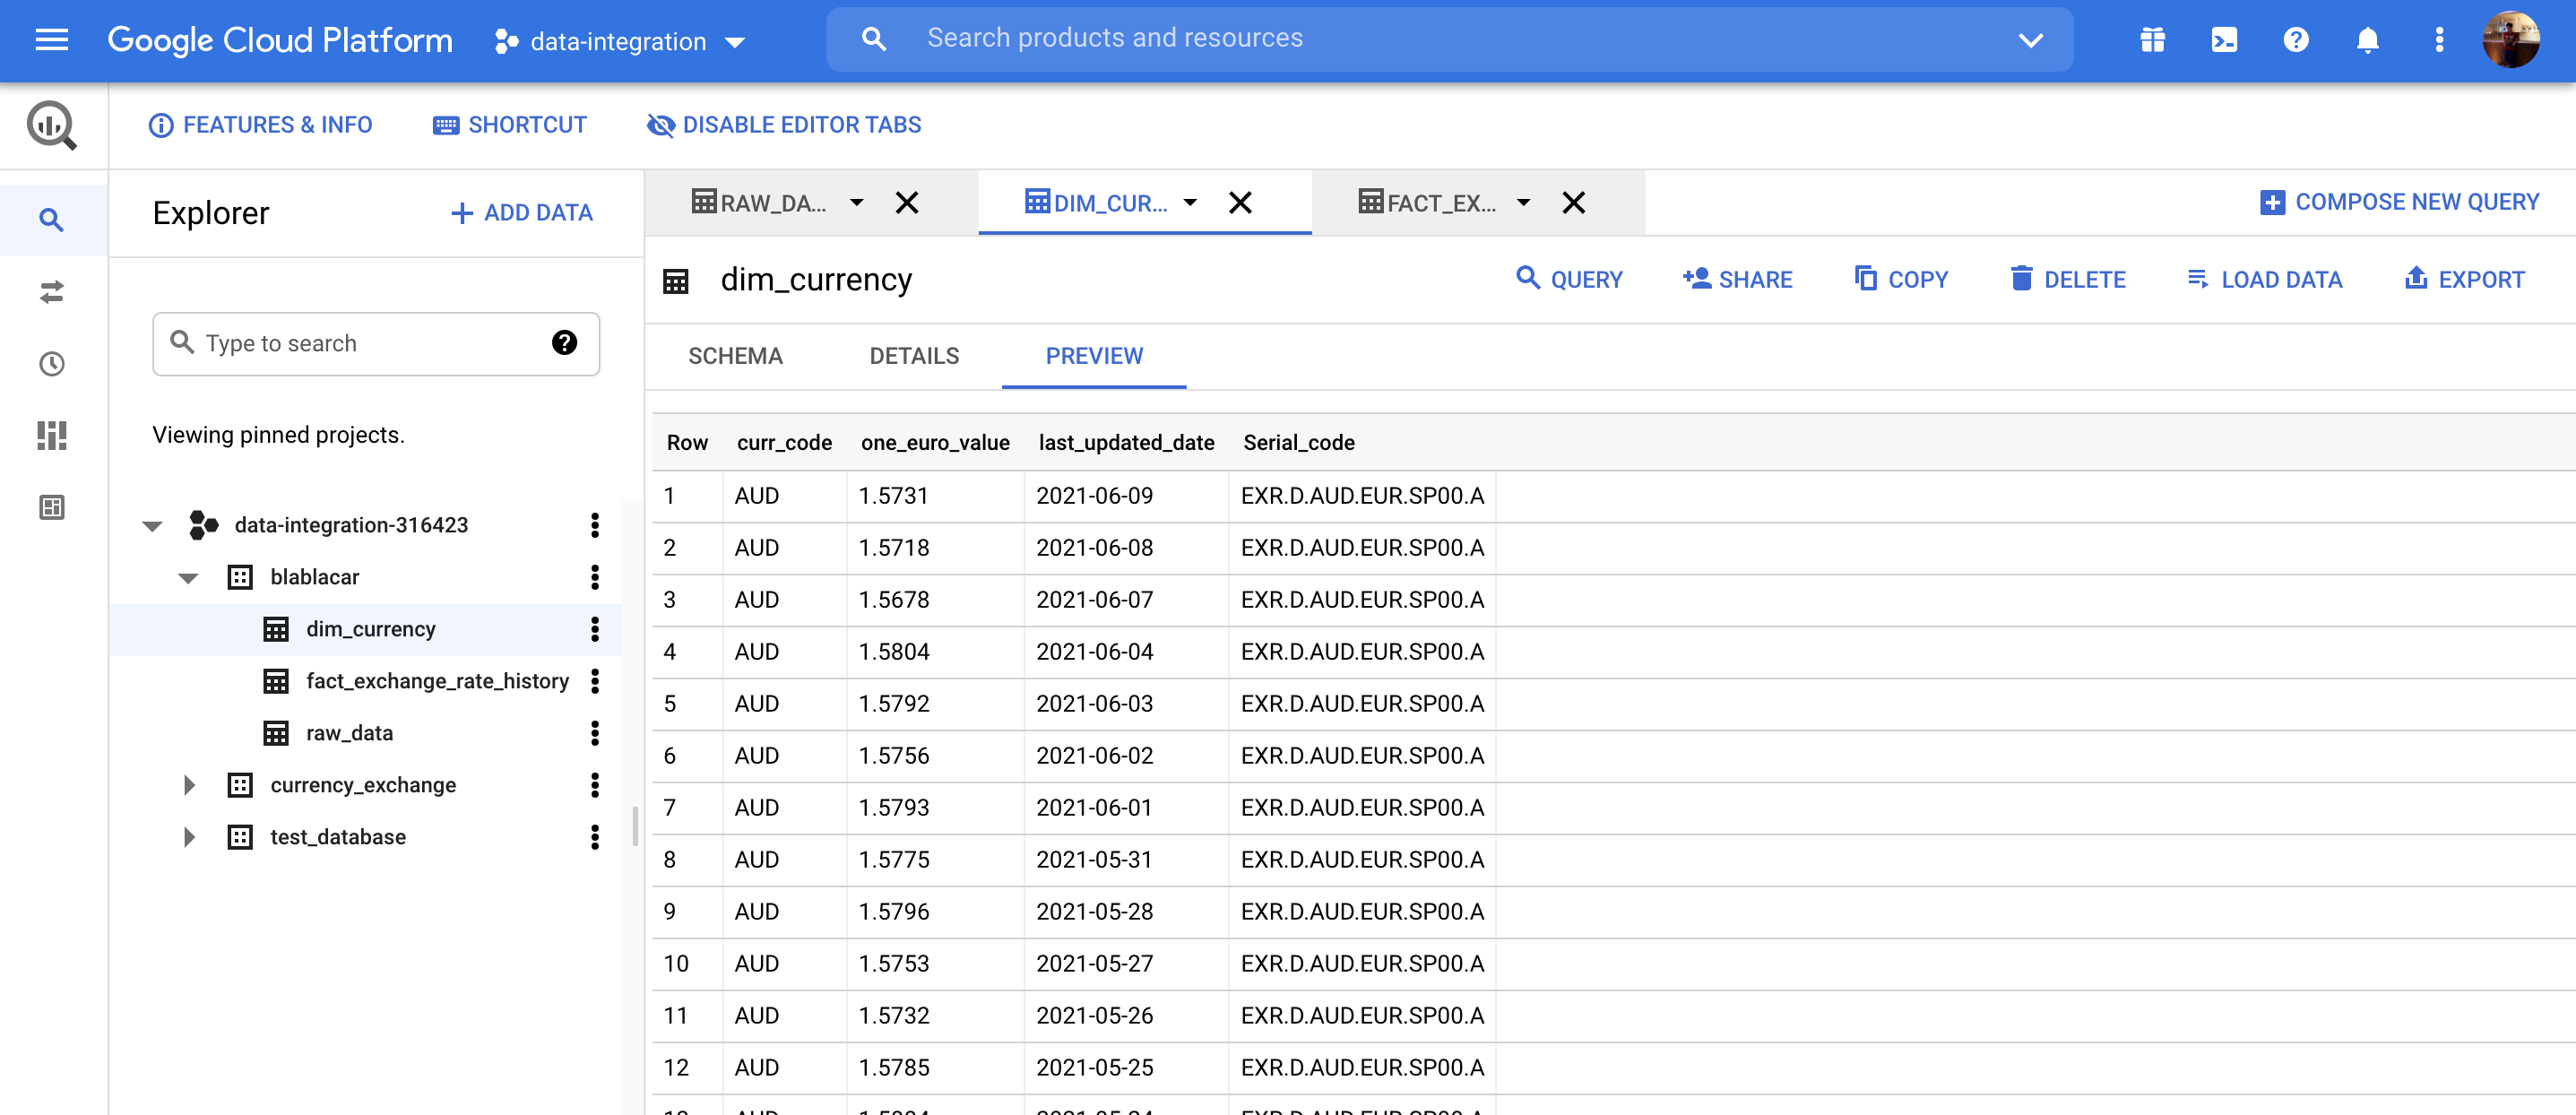 Google Cloud Platform data-integration Search products and resources
FEATURES & INFO SHORTCUT DISABLE EDITOR TABS
Explorer ADD DATA
Type to search
Viewing pinned projects.
data-integration-316423
blablacar
dim_currency
fact_exchange_rate_history
raw_data
currency_exchange
test_database
RAW_DA... DIM_CUR... FACT_EX... COMPOSE NEW QUERY
dim_currency QUERY SHARE COPY DELETE LOAD DATA EXPORT
SCHEMA DETAILS PREVIEW
Row curr_code one_euro_value last_updated_date Serial_code
1 AUD 1.5731 2021-06-09 EXR.D.AUD.EUR.SP00.A
2 AUD 1.5718 2021-06-08 EXR.D.AUD.EUR.SP00.A
3 AUD 1.5678 2021-06-07 EXR.D.AUD.EUR.SP00.A
4 AUD 1.5804 2021-06-04 EXR.D.AUD.EUR.SP00.A
5 AUD 1.5792 2021-06-03 EXR.D.AUD.EUR.SP00.A
6 AUD 1.5756 2021-06-02 EXR.D.AUD.EUR.SP00.A
7 AUD 1.5793 2021-06-01 EXR.D.AUD.EUR.SP00.A
8 AUD 1.5775 2021-05-31 EXR.D.AUD.EUR.SP00.A
9 AUD 1.5796 2021-05-28 EXR.D.AUD.EUR.SP00.A
10 AUD 1.5753 2021-05-27 EXR.D.AUD.EUR.SP00.A
11 AUD 1.5732 2021-05-26 EXR.D.AUD.EUR.SP00.A
12 AUD 1.5785 2021-05-25 EXR.D.AUD.EUR.SP00.A